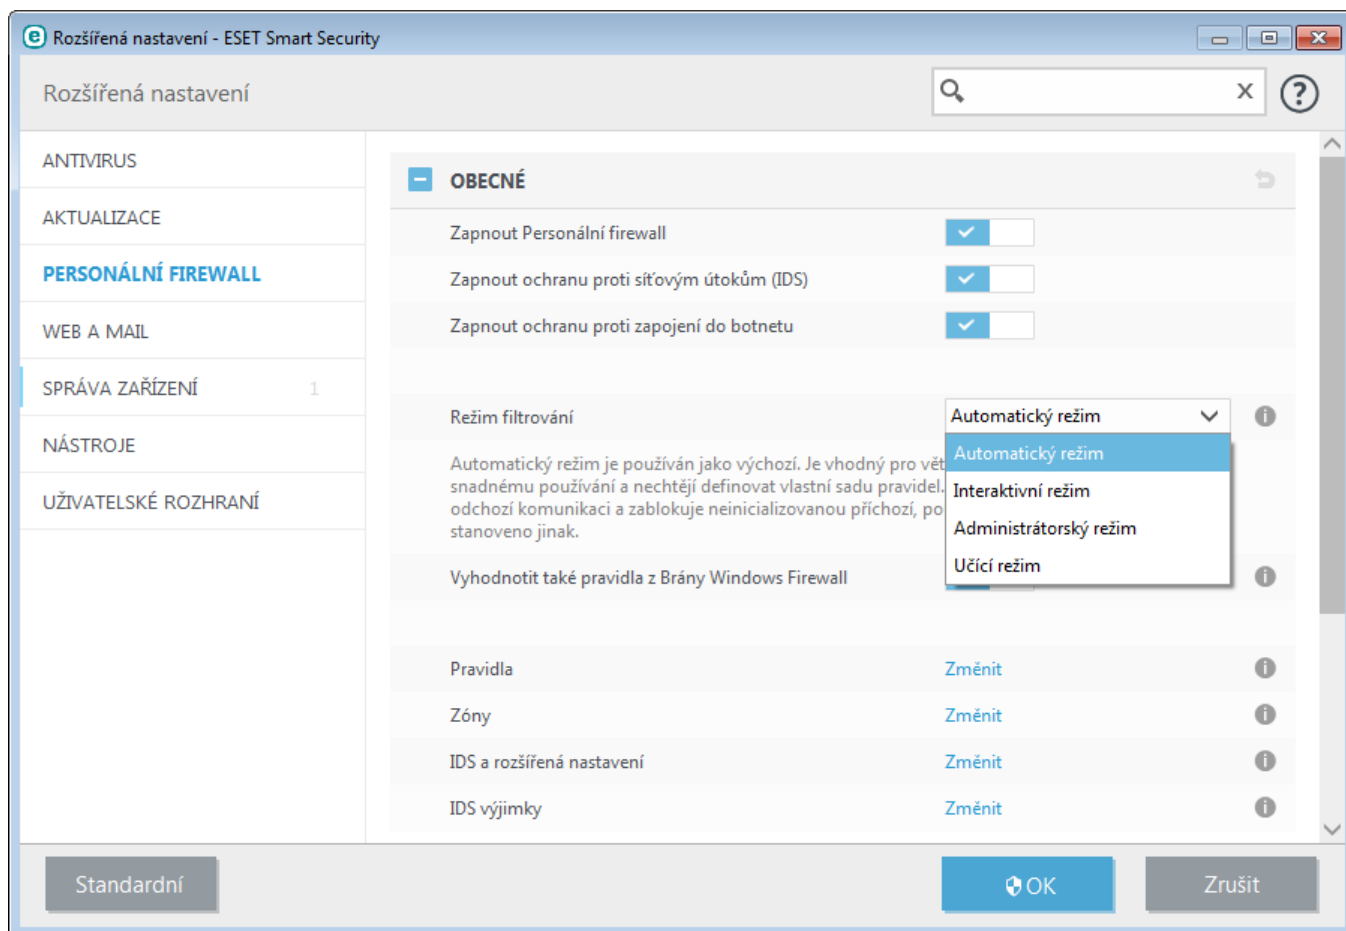 Rozšířená nastavení - ESET Smart Security
Rozšířená nastavení
ANTIVIRUS
AKTUALIZACE
PERSONÁLNÍ FIREWALL
WEB A MAIL
SPRÁVA ZAŘÍZENÍ 1
NÁSTROJE
UŽIVATELSKÉ ROZHRANÍ
OBECNÉ
Zapnout Personální firewall
Zapnout ochranu proti síťovým útokům (IDS)
Zapnout ochranu proti zapojení do botnetu
Režim filtrování Automatický režim
Automatický režim
Interaktivní režim
Administrátorský režim
Učící režim
Automatický režim je používán jako výchozí. Je vhodný pro vět
snadnému používání a nechtějí definovat vlastní sadu pravidel.
odchozí komunikaci a zablokuje neinicializovanou příchozí, po
stanoveno jinak.
Vyhodnotit také pravidla z Brány Windows Firewall
Pravidla Změnit
Zóny Změnit
IDS a rozšířená nastavení Změnit
IDS výjimky Změnit
Standardní
OK
Zrušit